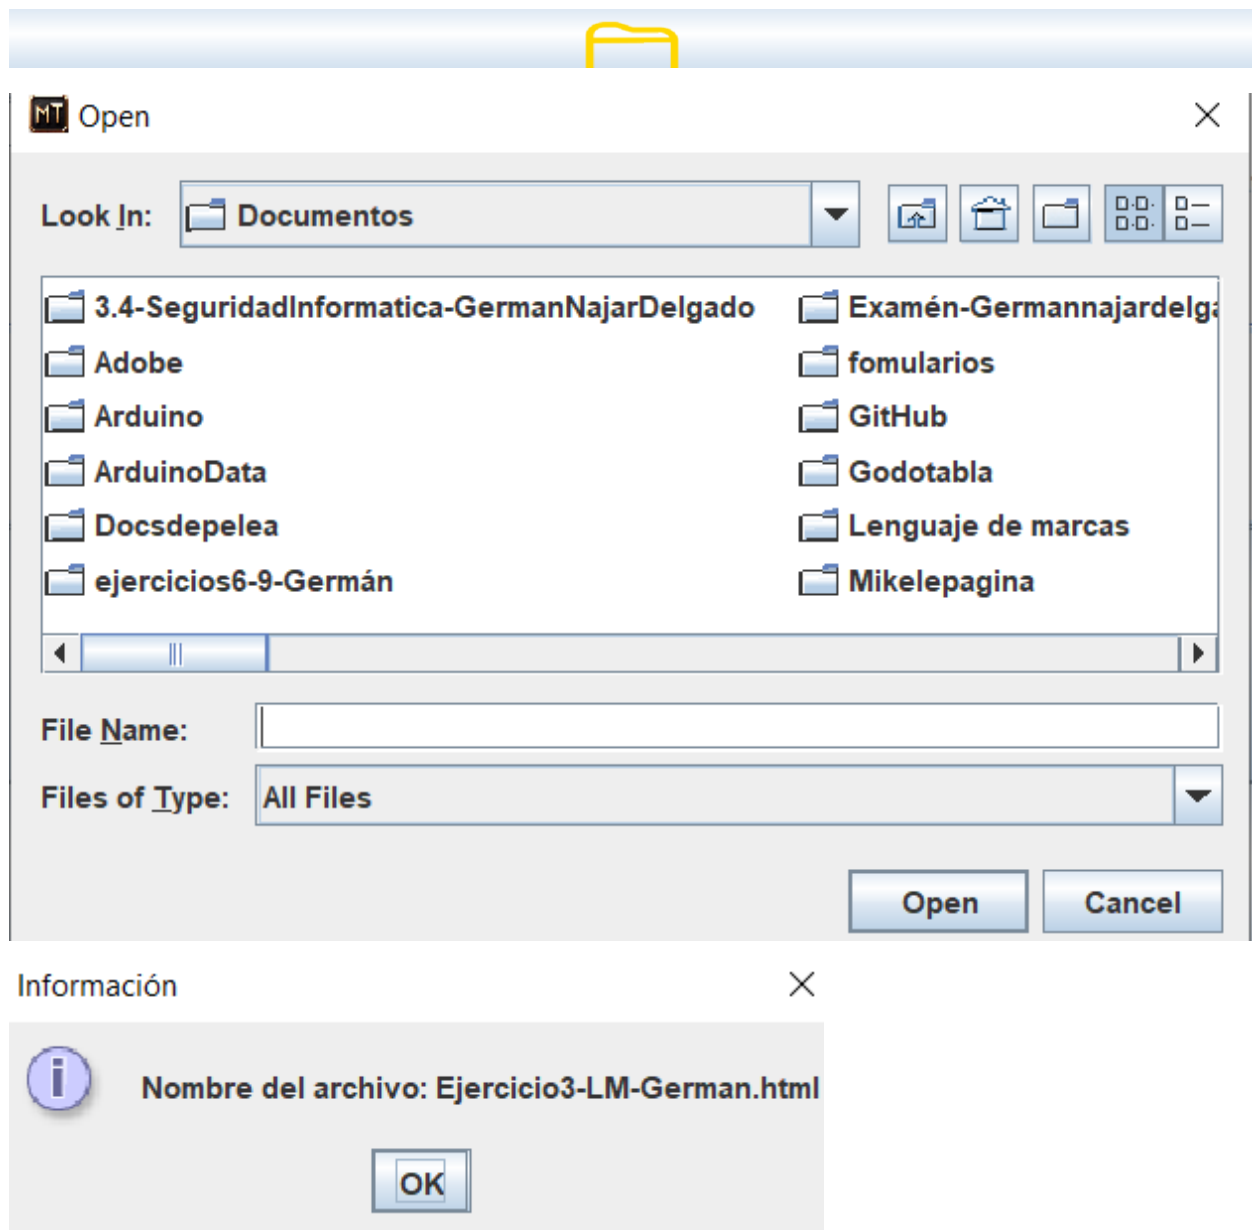 MT Open
Look In: Documentos
3.4-SeguridadInformatica-GermanNajarDelgado
Adobe
Arduino
ArduinoData
Docsdepelea
ejercicios6-9-Germán
Examén-Germannajardelga
fomularios
GitHub
Godotabla
Lenguaje de marcas
Mikelepagina
File Name:
Files of Type: All Files
Open Cancel
Información
Nombre del archivo: Ejercicio3-LM-German.html
OK